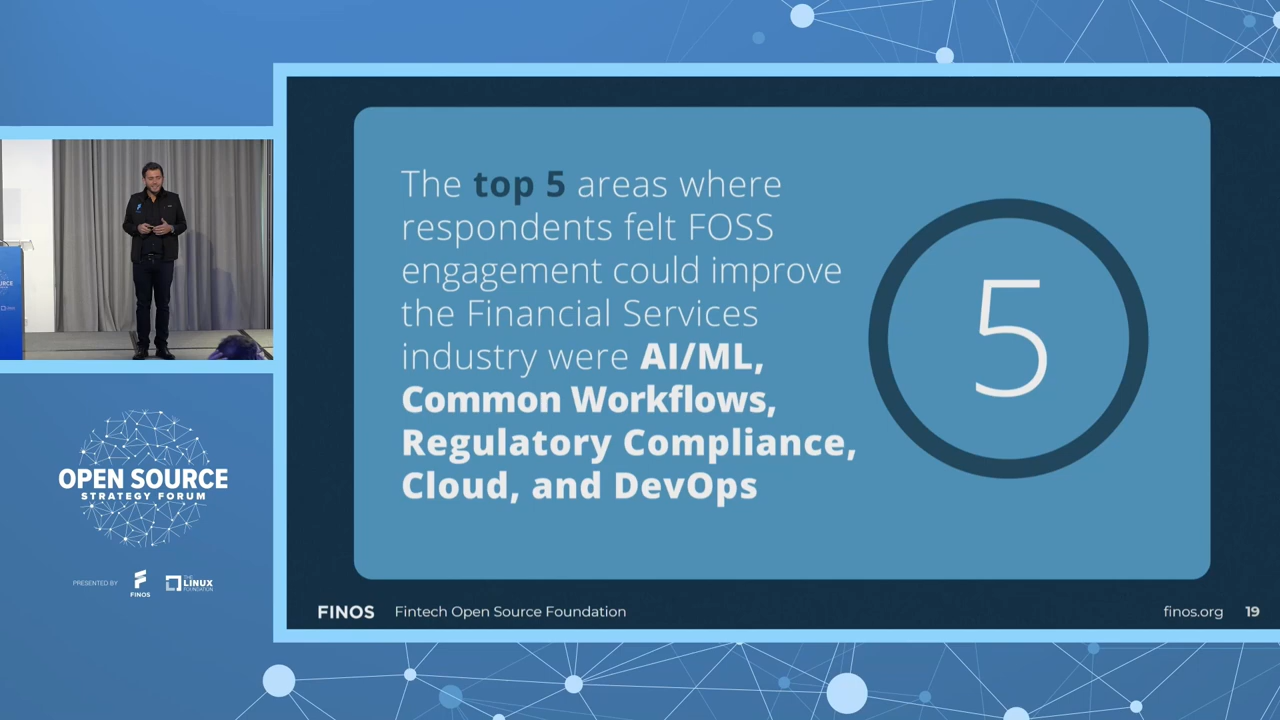 The top 5 areas where
respondents felt FOSS
engagement could improve
the Financial Services
industry were AI/ML,
Common Workflows,
Regulatory Compliance,
Cloud, and DevOps
5
FINOS Fintech Open Source Foundation
finos.org 19
OPEN SOURCE
STRATEGY FORUM
PRESENTED BY
FINOS
THE
LINUX
FOUNDATION